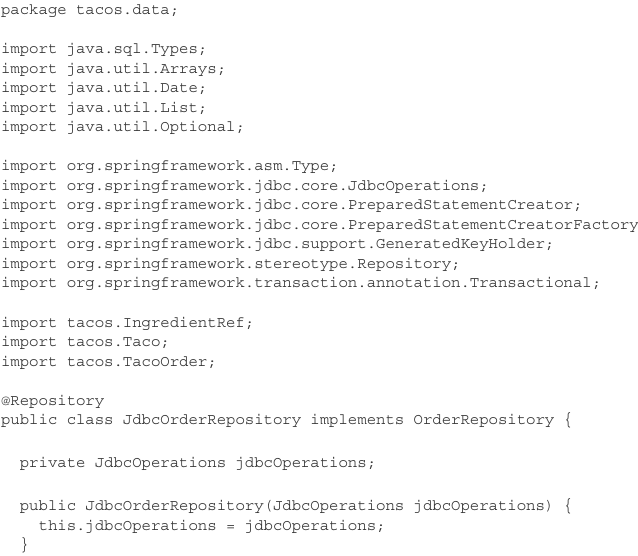 package tacos.data;
import java.sql.Types;
import java.util.Arrays;
import java.util.Date;
import java.util.List;
import java.util.Optional;
import org.springframework.asm.Type;
import org.springframework.jdbc.core.JdbcOperations;
import org.springframework.jdbc.core.PreparedStatementCreator;
import org.springframework.jdbc.core.PreparedStatementCreatorFactory
import org.springframework.jdbc.support.GeneratedKeyHolder;
import org.springframework.stereotype.Repository;
import org.springframework.transaction.annotation.Transactional;
import tacos.IngredientRef;
import tacos.Taco;
import tacos.TacoOrder;
@Repository
public class JdbcOrderRepository implements OrderRepository {
  private JdbcOperations jdbcOperations;
  public JdbcOrderRepository(JdbcOperations jdbcOperations) {
    this.jdbcOperations = jdbcOperations;
  }